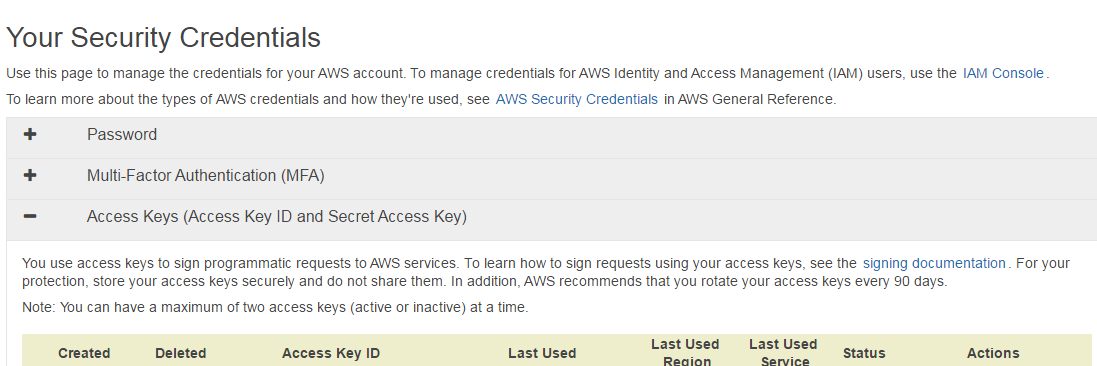 Your Security Credentials
Use this page to manage the credentials for your AWS account. To manage credentials for AWS Identity and Access Management (IAM) users, use the IAM Console.
To learn more about the types of AWS credentials and how they're used, see AWS Security Credentials in AWS General Reference.
Password
Multi-Factor Authentication (MFA)
Access Keys (Access Key ID and Secret Access Key)
You use access keys to sign programmatic requests to AWS services. To learn how to sign requests using your access keys, see the signing documentation. For your
protection, store your access keys securely and do not share them. In addition, AWS recommends that you rotate your access keys every 90 days.
Note: You can have a maximum of two access keys (active or inactive) at a time.
Created Deleted Access Key ID Last Used Last Used Region Last Used Service Status Actions